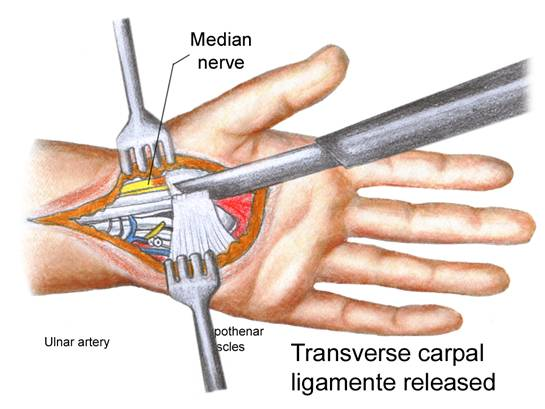 Median
nerve
Ulnar artery
pothenar
scles
Transverse carpal
ligamente released